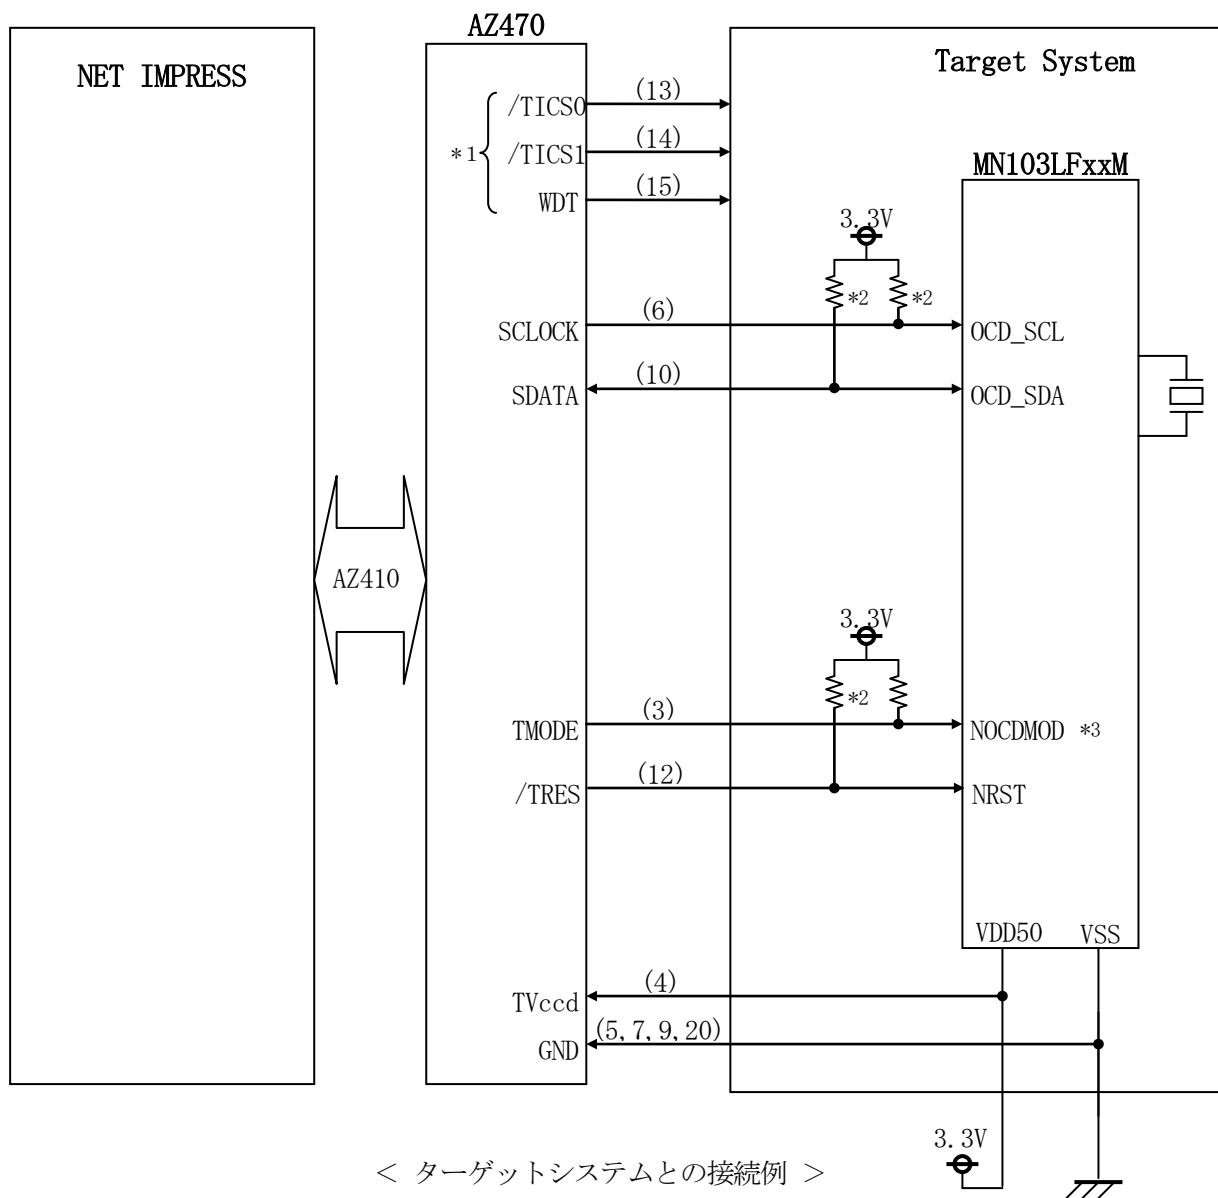 AZ470
NET IMPRESS
Target System
/TICS0
(13)
*1
/TICS1
(14)
WDT
(15)
MN103LFxxM
3.3V
*2
*2
SCLOCK
(6)
OCD_SCL
SDATA
(10)
OCD_SDA
AZ410
3.3V
*2
TMODE
(3)
NOCDMOD *3
/TRES
(12)
NRST
VDD50
VSS
TVccd
(4)
GND
(5,7,9,20)
3.3V
< ターゲットシステムとの接続例 >